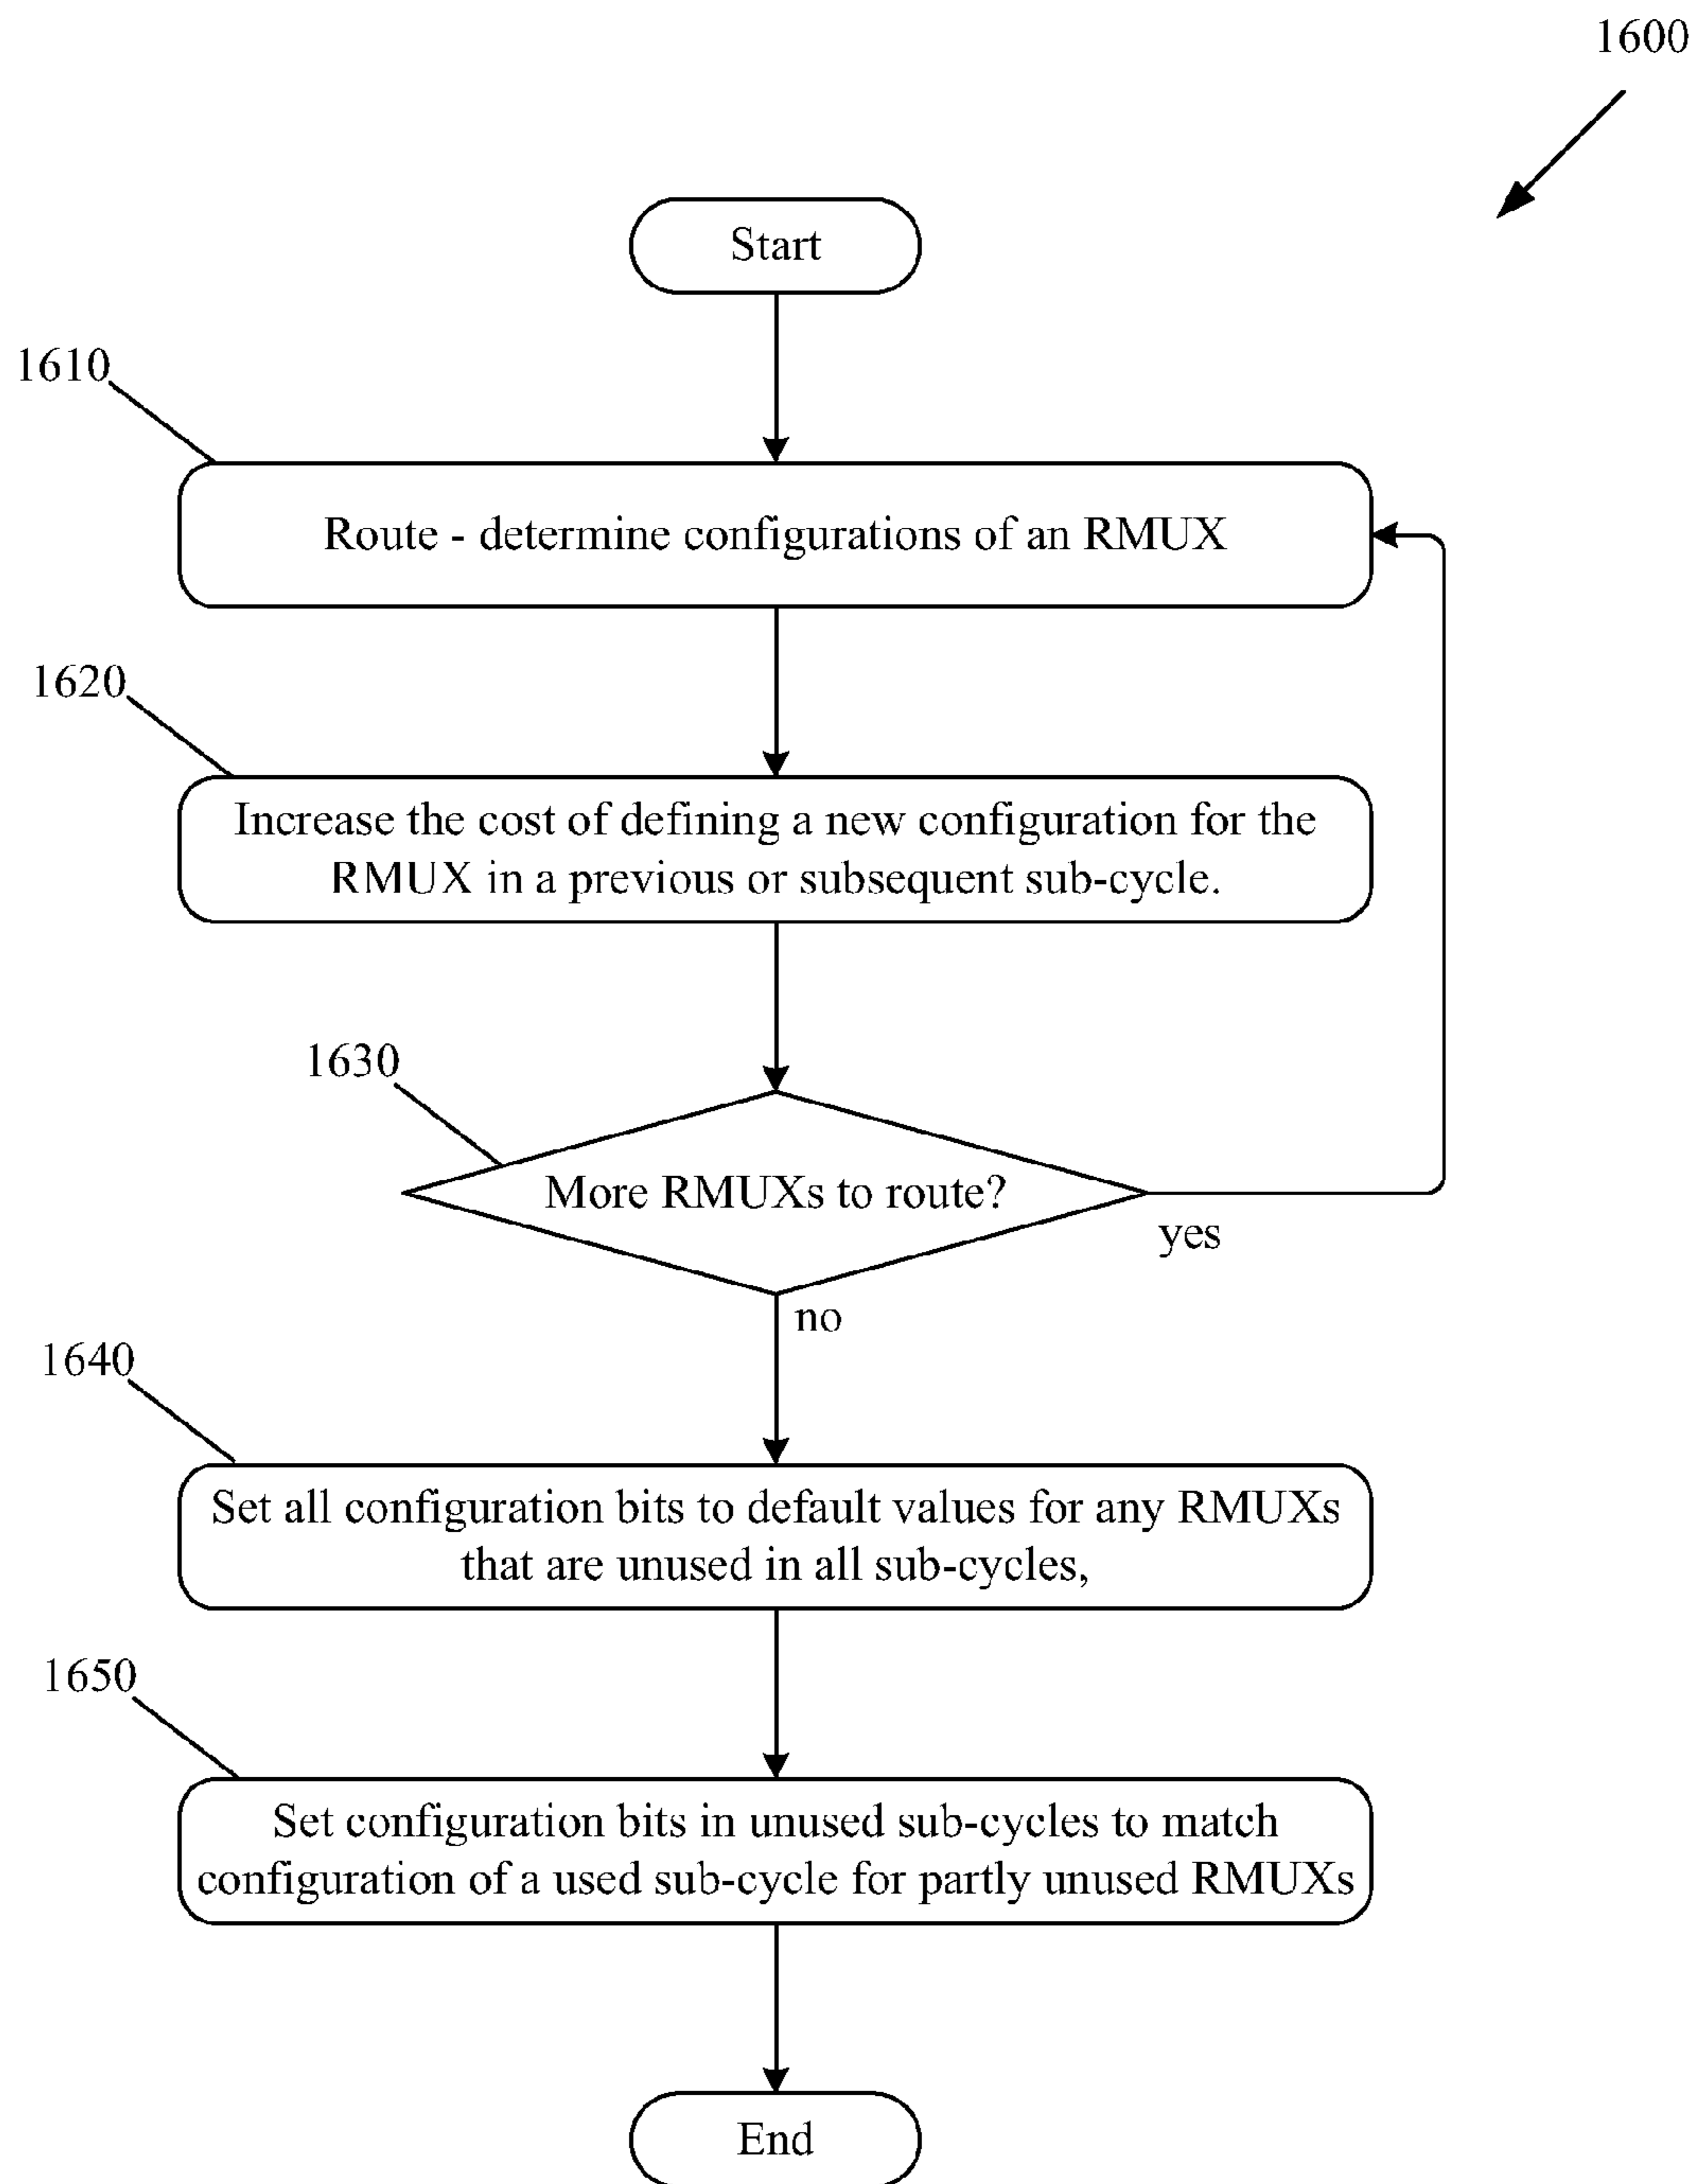 1600
Start
1610
Route - determine configurations of an RMUX
1620
Increase the cost of defining a new configuration for the
RMUX in a previous or subsequent sub-cycle.
1630
More RMUXs to route?
yes
no
1640
Set all configuration bits to default values for any RMUXs
that are unused in all sub-cycles,
1650
Set configuration bits in unused sub-cycles to match
configuration of a used sub-cycle for partly unused RMUXs
End